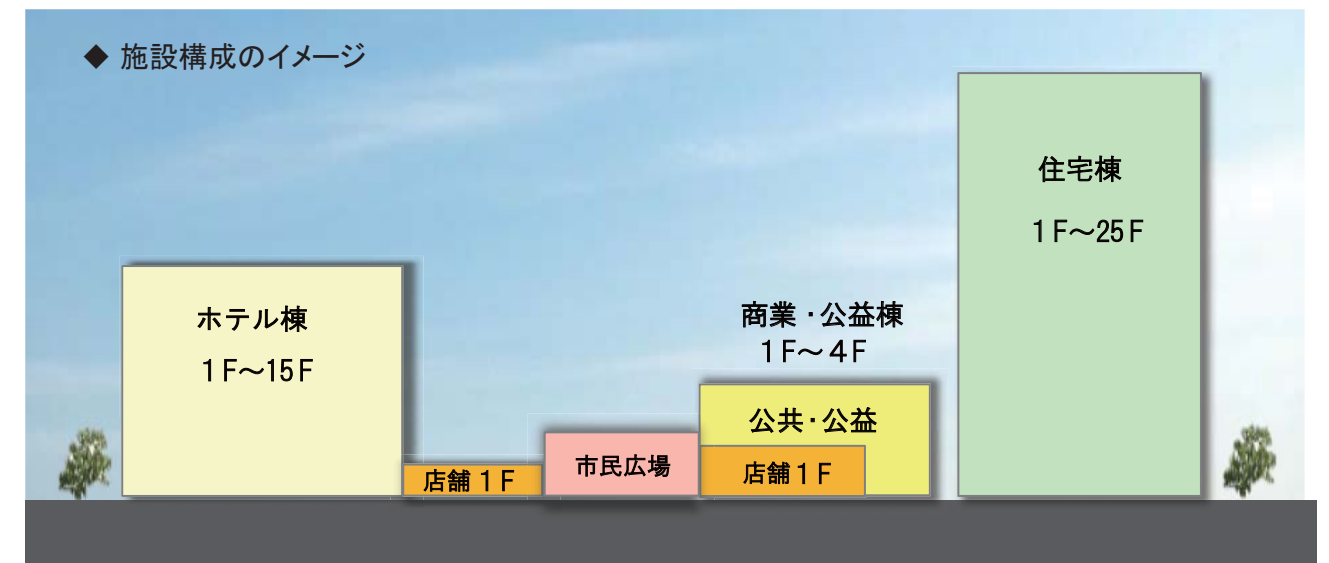 ◆ 施設構成のイメージ
住宅棟
1F～25F
ホテル棟
1F～15F
商業・公益棟
1F～4F
公共・公益
店舗1F
市民広場
店舗1F